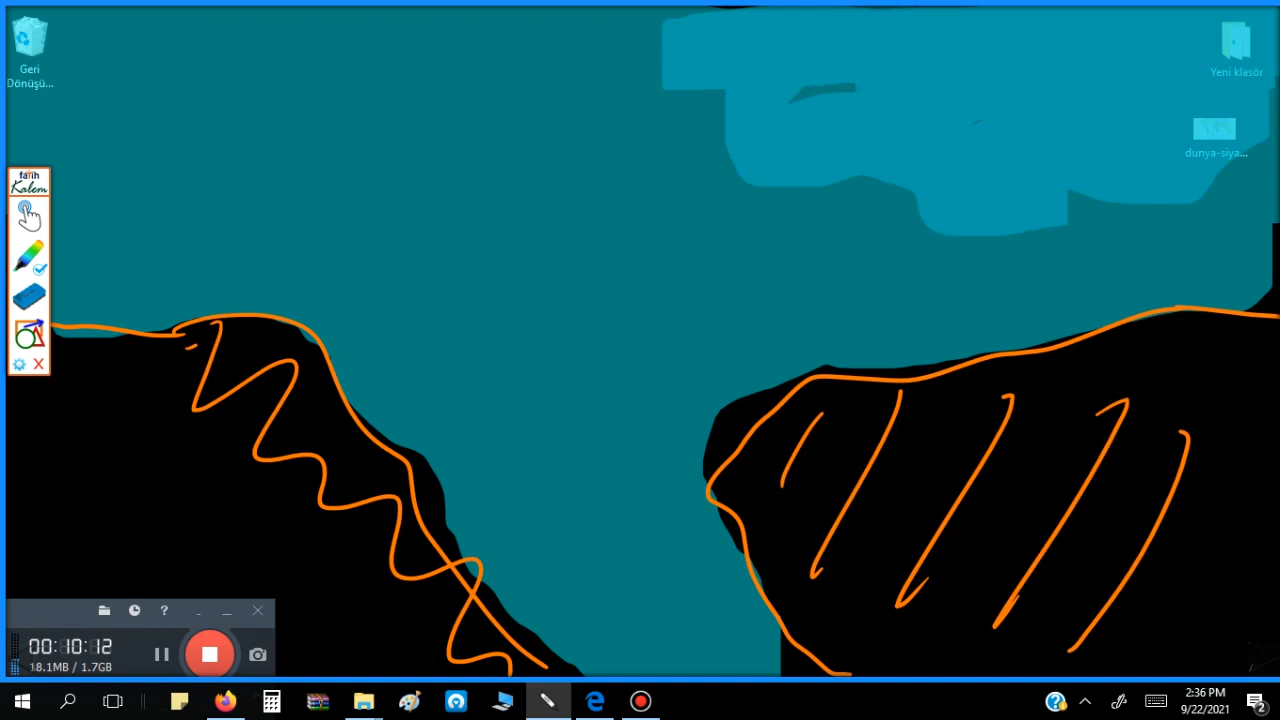 Geri
Dönüşü...
Yeni klasör
dunya-siya...
fatih
Kalem
00:10:12
18.1MB / 1.7GB
2:36 PM
9/22/2021
2